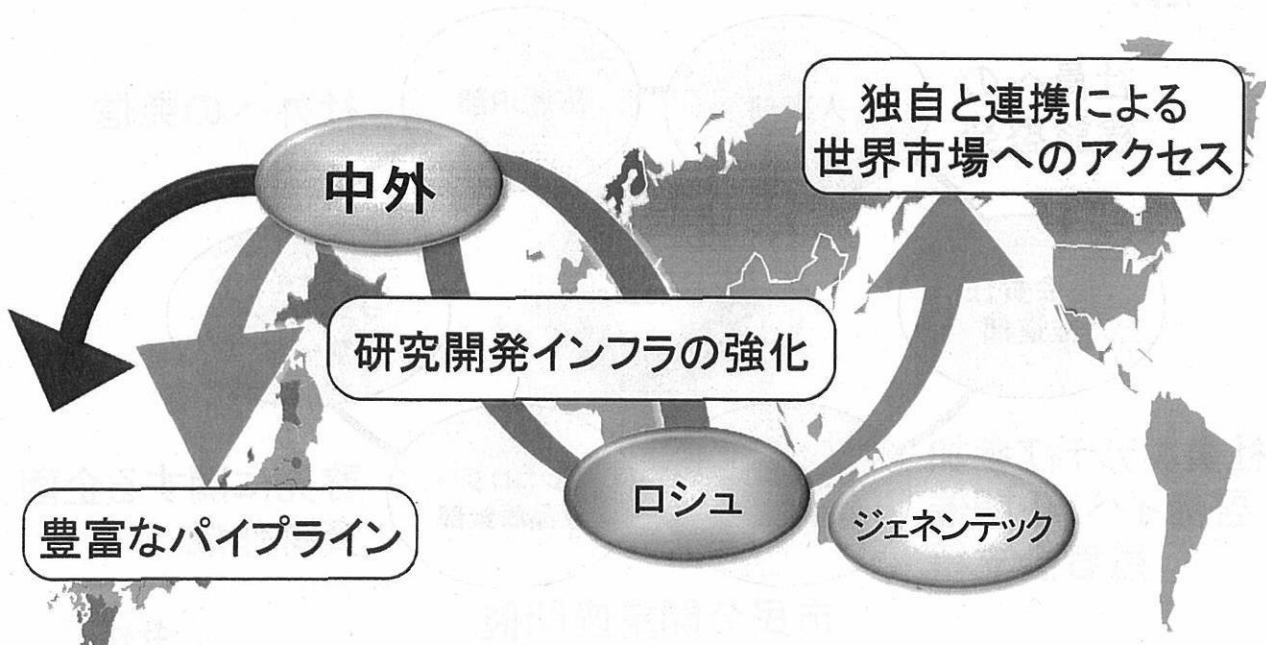 独自と連携による
世界市場へのアクセス
中外
研究開発インフラの強化
ロシュ
ジェネンテック
豊富なパイプライン